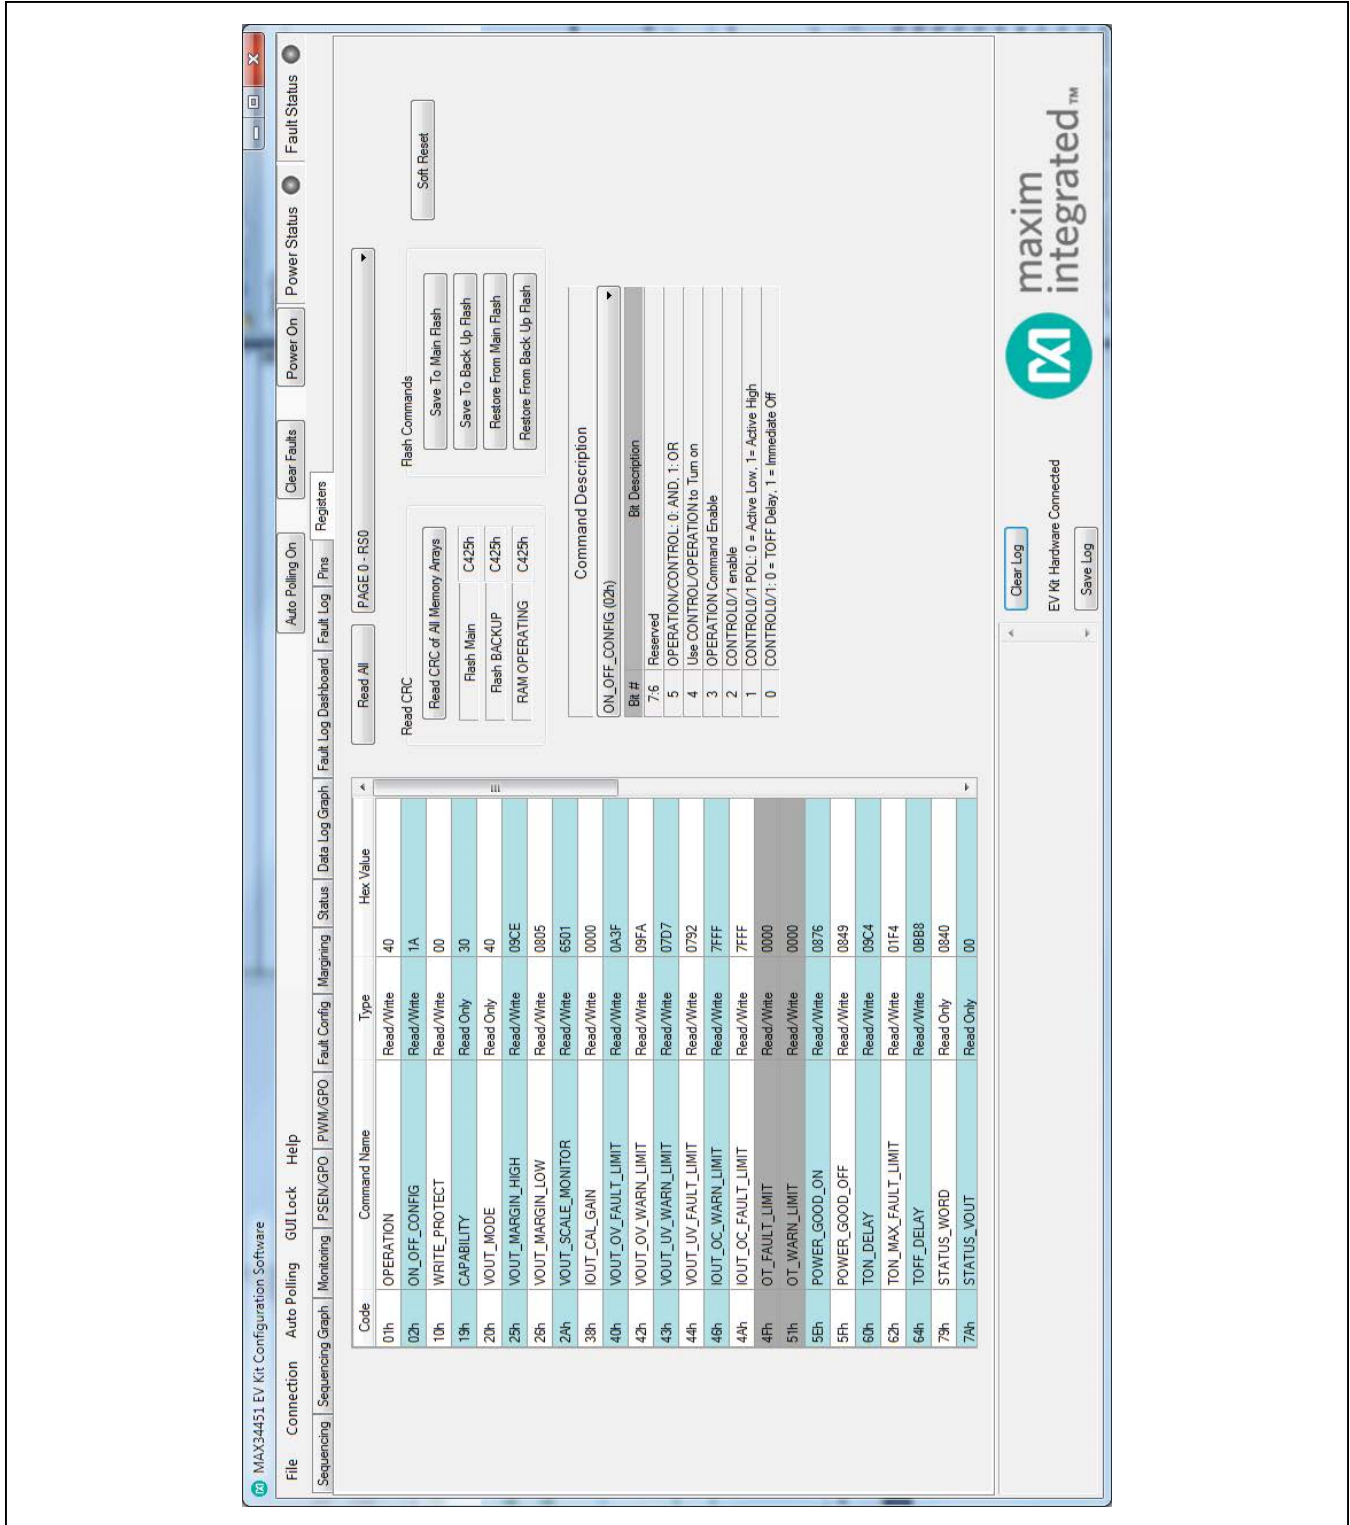 MAX34451 EV Kit Configuration Software
File Connection Auto Polling GUI Lock Help
Auto Polling On Clear Faults Power On Power Status Fault Status
Sequencing Sequencing Graph Monitoring PSEN/GPO PWM/GPO Fault Config Margining Status Data Log Graph Fault Log Dashboard Fault Log Pins Registers
Code Command Name Type Hex Value
01h OPERATION Read/Write 40
02h ON_OFF_CONFIG Read/Write 1A
10h WRITE_PROTECT Read/Write 00
19h CAPABILITY Read Only 30
20h VOUT_MODE Read Only 40
25h VOUT_MARGIN_HIGH Read/Write 09CE
26h VOUT_MARGIN_LOW Read/Write 0805
2Ah VOUT_SCALE_MONITOR Read/Write 6501
38h IOUT_CAL_GAIN Read/Write 0000
40h VOUT_OV_FAULT_LIMIT Read/Write 0A3F
42h VOUT_OV_WARN_LIMIT Read/Write 09FA
43h VOUT_UV_WARN_LIMIT Read/Write 07D7
44h VOUT_UV_FAULT_LIMIT Read/Write 0792
46h IOUT_OC_WARN_LIMIT Read/Write 7FFF
4Ah IOUT_OC_FAULT_LIMIT Read/Write 7FFF
4Fh OT_FAULT_LIMIT Read/Write 0000
51h OT_WARN_LIMIT Read/Write 0000
5Eh POWER_GOOD_ON Read/Write 0876
5Fh POWER_GOOD_OFF Read/Write 0849
60h TON_DELAY Read/Write 09C4
62h TON_MAX_FAULT_LIMIT Read/Write 01F4
64h TOFF_DELAY Read/Write 0BB8
79h STATUS_WORD Read Only 0840
7Ah STATUS_VOUT Read Only 00
Read All PAGE 0 - RS0
Read CRC
Read CRC of All Memory Arrays
Flash Main C425h
Flash BACKUP C425h
RAM OPERATING C425h
Flash Commands
Save To Main Flash
Save To Back Up Flash
Restore From Main Flash
Restore From Back Up Flash
Soft Reset
Command Description
ON_OFF_CONFIG (02h)
Bit # Bit Description
7:6 Reserved
5 OPERATION/CONTROL: 0: AND, 1: OR
4 Use CONTROL/OPERATION to Turn on
3 OPERATION Command Enable
2 CONTROL0/1 enable
1 CONTROL0/1 POL: 0 = Active Low, 1= Active High
0 CONTROL0/1: 0 = TOFF Delay, 1 = Immediate Off
Clear Log
EV Kit Hardware Connected
Save Log
maxim
integrated™